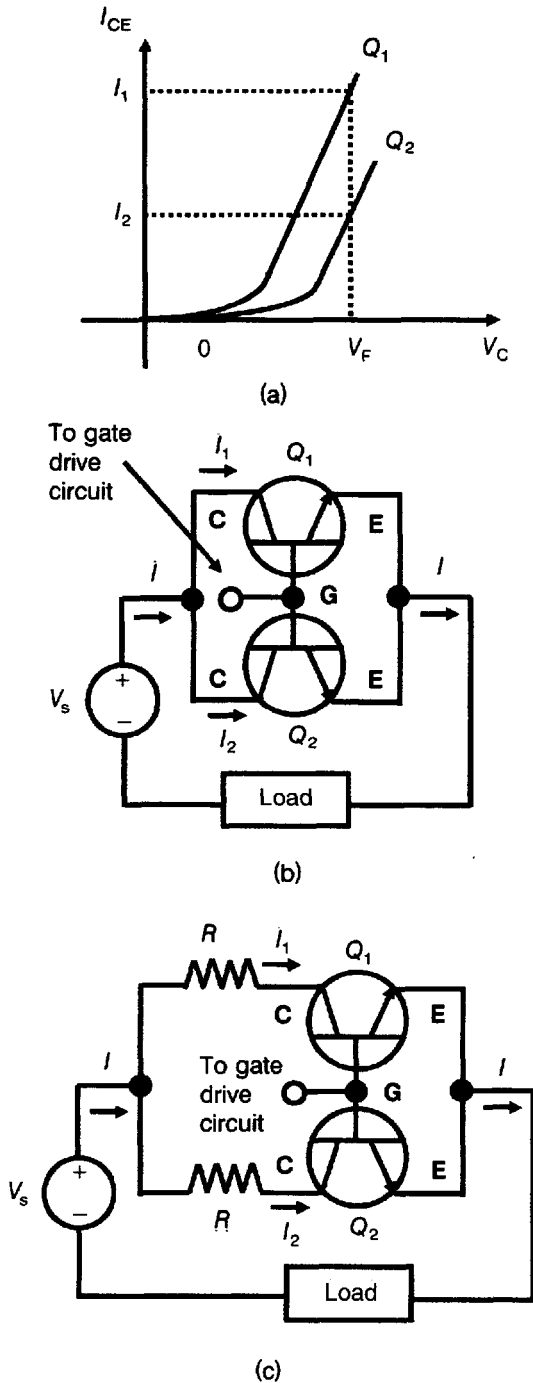 I_CE
Q_1
I_1
Q_2
I_2
0
V_F
V_C
(a)
To gate
drive
circuit
I_1
Q_1
C
E
I
G
I
C
E
V_s
+
−
I_2
Q_2
Load
(b)
R
I_1
Q_1
C
E
I
To gate
drive
circuit
G
I
C
E
V_s
+
−
R
I_2
Q_2
Load
(c)